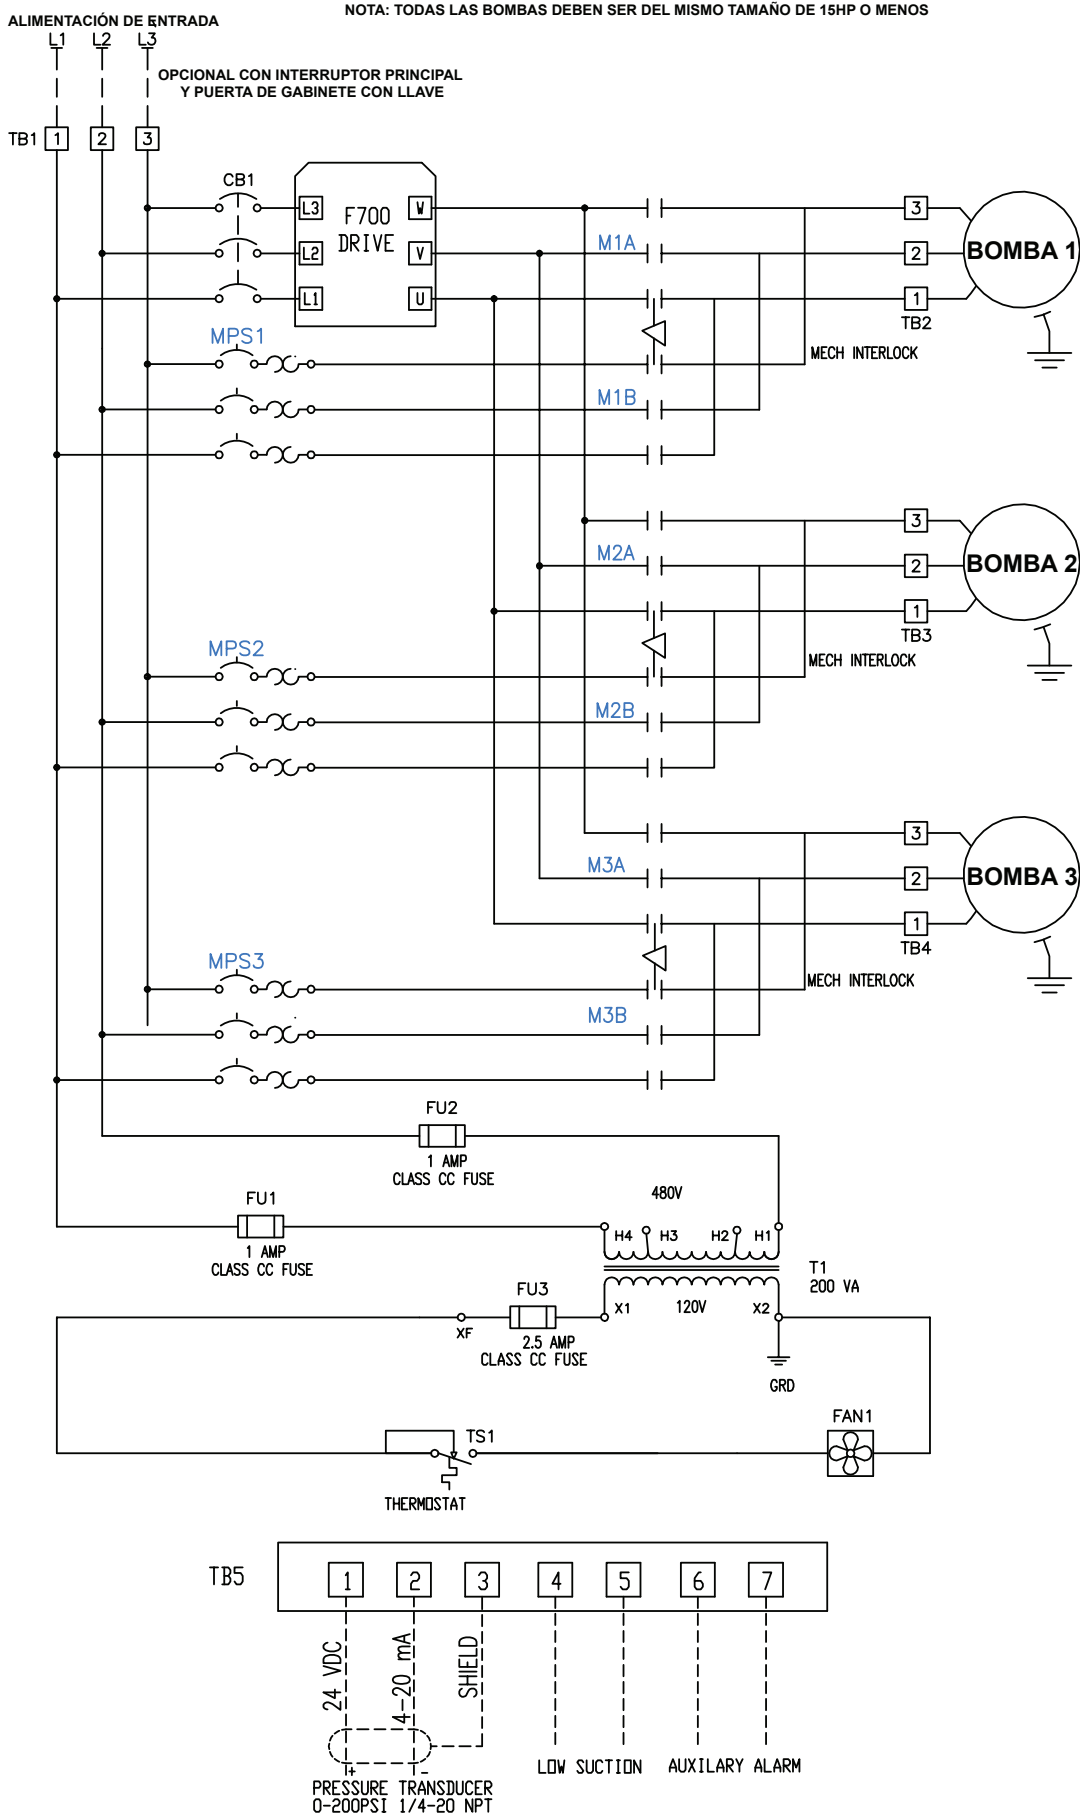 NOTA: TODAS LAS BOMBAS DEBEN SER DEL MISMO TAMAÑO DE 15HP O MENOS
ALIMENTACIÓN DE ENTRADA
L1 L2 L3
OPCIONAL CON INTERRUPTOR PRINCIPAL
Y PUERTA DE GABINETE CON LLAVE
TB1 1 2 3
CB1
L3 F700 W
DRIVE
L2 V
L1 U
M1A
3
2
1
TB2
BOMBA 1
MPS1
MECH INTERLOCK
M1B
M2A
3
2
1
TB3
BOMBA 2
MPS2
MECH INTERLOCK
M2B
M3A
3
2
1
TB4
BOMBA 3
MPS3
MECH INTERLOCK
M3B
FU2
1 AMP
CLASS CC FUSE
FU1
1 AMP
CLASS CC FUSE
480V
H4 H3 H2 H1
T1
200 VA
FU3
X1 120V X2
XF
2.5 AMP
CLASS CC FUSE
GRD
FAN1
TS1
THERMOSTAT
TB5 1 2 3 4 5 6 7
24 VDC
4-20 mA
SHIELD
+ -
LOW SUCTION
AUXILARY ALARM
PRESSURE TRANSDUCER
0-200PSI 1/4-20 NPT